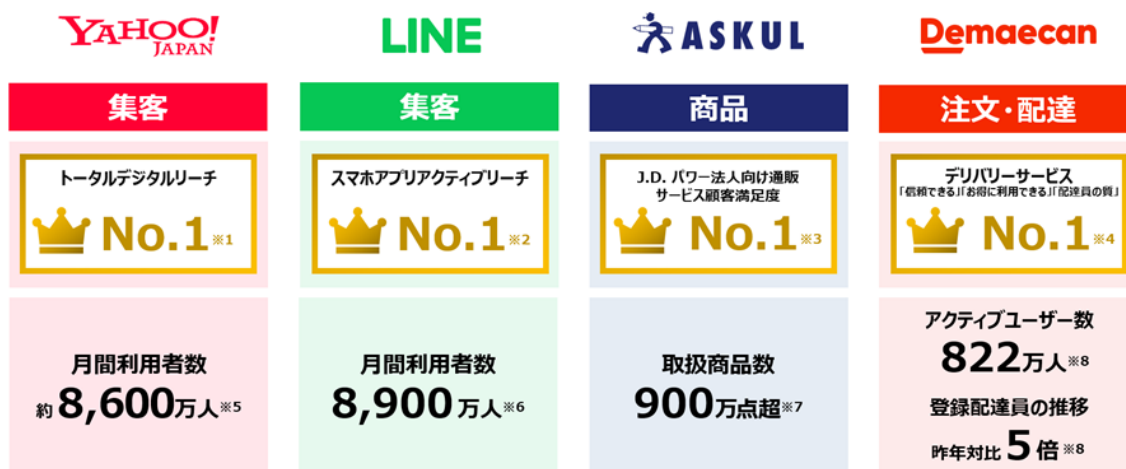 YAHOO!
JAPAN
集客
トータルデジタルリーチ
No.1※1
月間利用者数
約8,600万人※5
LINE
集客
スマホアプリアクティブリーチ
No.1※2
月間利用者数
8,900万人※6
ASKUL
商品
J.D. パワー法人向け通販
サービス顧客満足度
No.1※3
取扱商品数
900万点超※7
Demaecan
注文・配達
デリバリーサービス
「信頼できる」「お得に利用できる」「配達員の質」
No.1※4
アクティブユーザー数
822万人※8
登録配達員の推移
昨年対比5倍※8